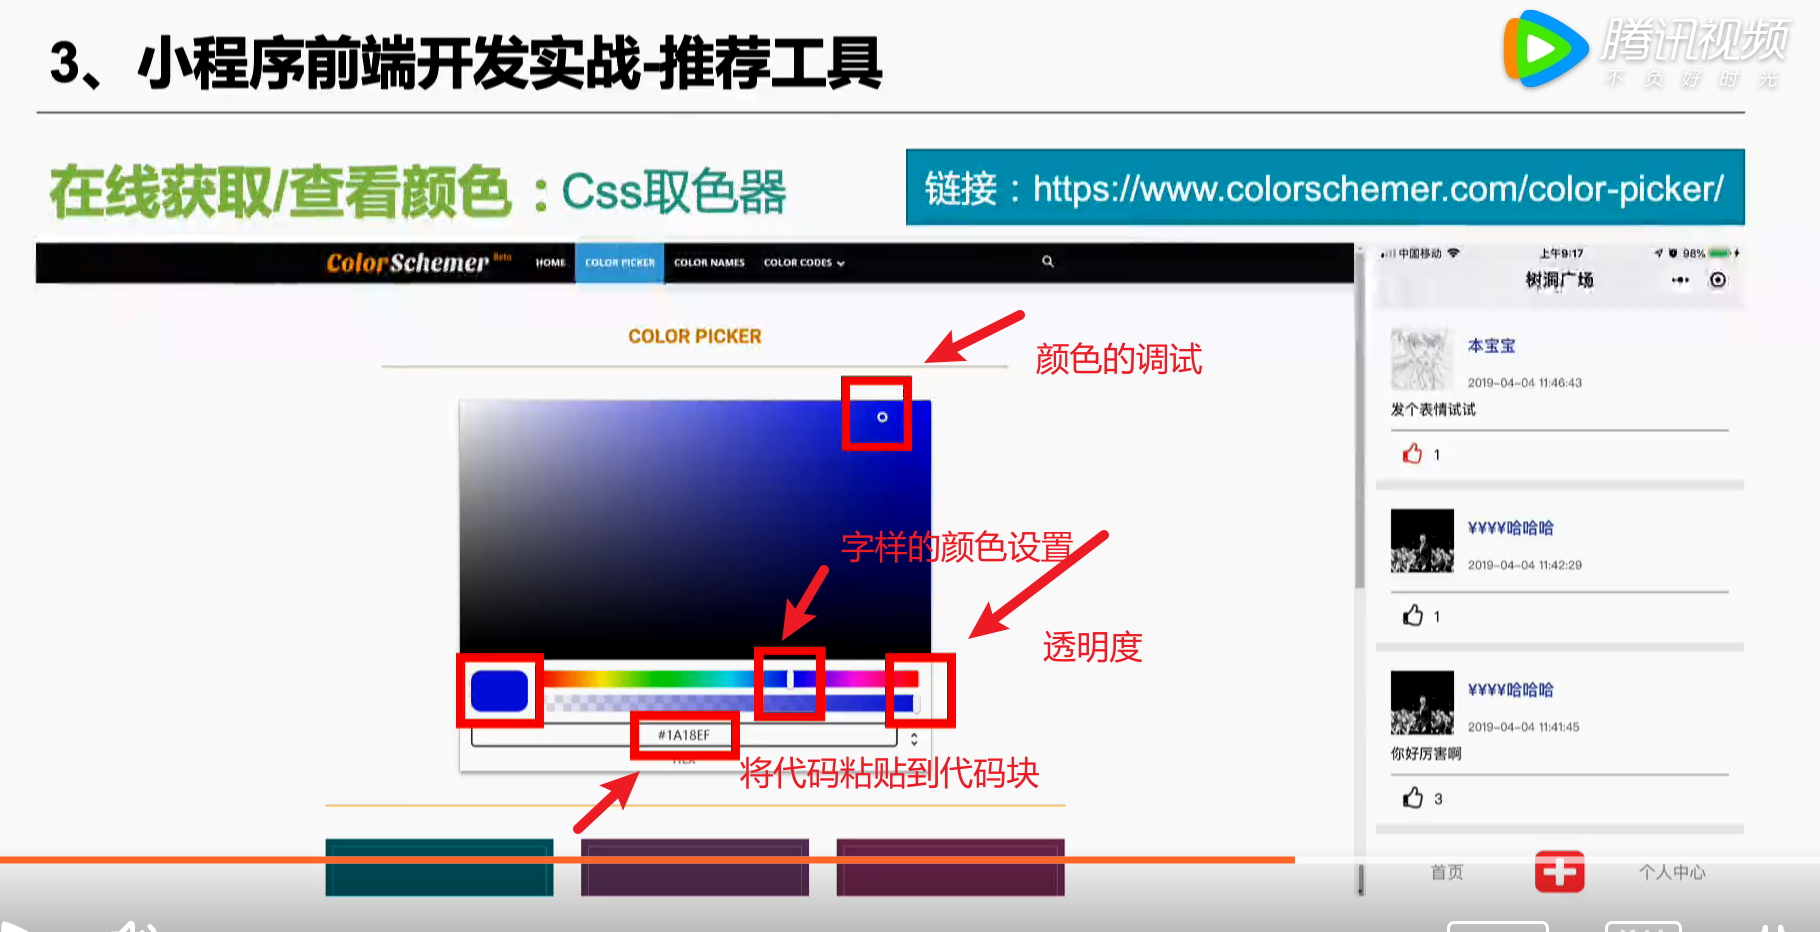 3、小程序前端开发实战-推荐工具
腾讯视频
不负好时光
在线获取/查看颜色：Css取色器
链接：https://www.colorschemer.com/color-picker/
ColorSchemer Beta
HOME
COLOR PICKER
COLOR NAMES
COLOR CODES
中国移动
上午9:17
98%
树洞广场
COLOR PICKER
颜色的调试
本宝宝
2019-04-04 11:46:43
发个表情试试
1
字样的颜色设置
¥¥¥¥哈哈哈
2019-04-04 11:42:29
1
透明度
¥¥¥¥哈哈哈
2019-04-04 11:41:45
你好厉害啊
3
#1A18EF
HEX
将代码粘贴到代码块
首页
个人中心